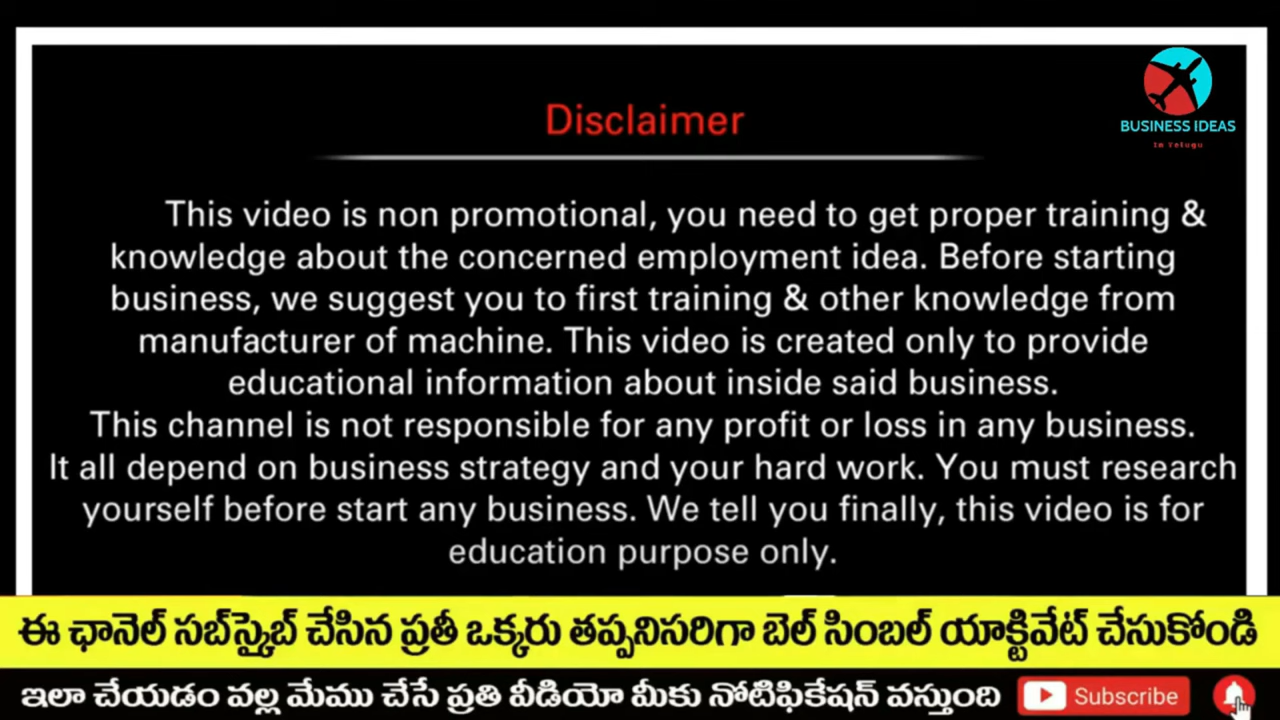 Disclaimer
BUSINESS IDEAS
In Telugu
This video is non promotional, you need to get proper training &
knowledge about the concerned employment idea. Before starting
business, we suggest you to first training & other knowledge from
manufacturer of machine. This video is created only to provide
educational information about inside said business.
This channel is not responsible for any profit or loss in any business.
It all depend on business strategy and your hard work. You must research
yourself before start any business. We tell you finally, this video is for
education purpose only.
ఈ ఛానెల్ సబ్‌స్క్రైబ్ చేసిన ప్రతీ ఒక్కరు తప్పనిసరిగా బెల్ సింబల్ యాక్టివేట్ చేసుకోండి
ఇలా చేయడం వల్ల మేము చేసే ప్రతి వీడియో మీకు నోటిఫికేషన్ వస్తుంది
Subscribe